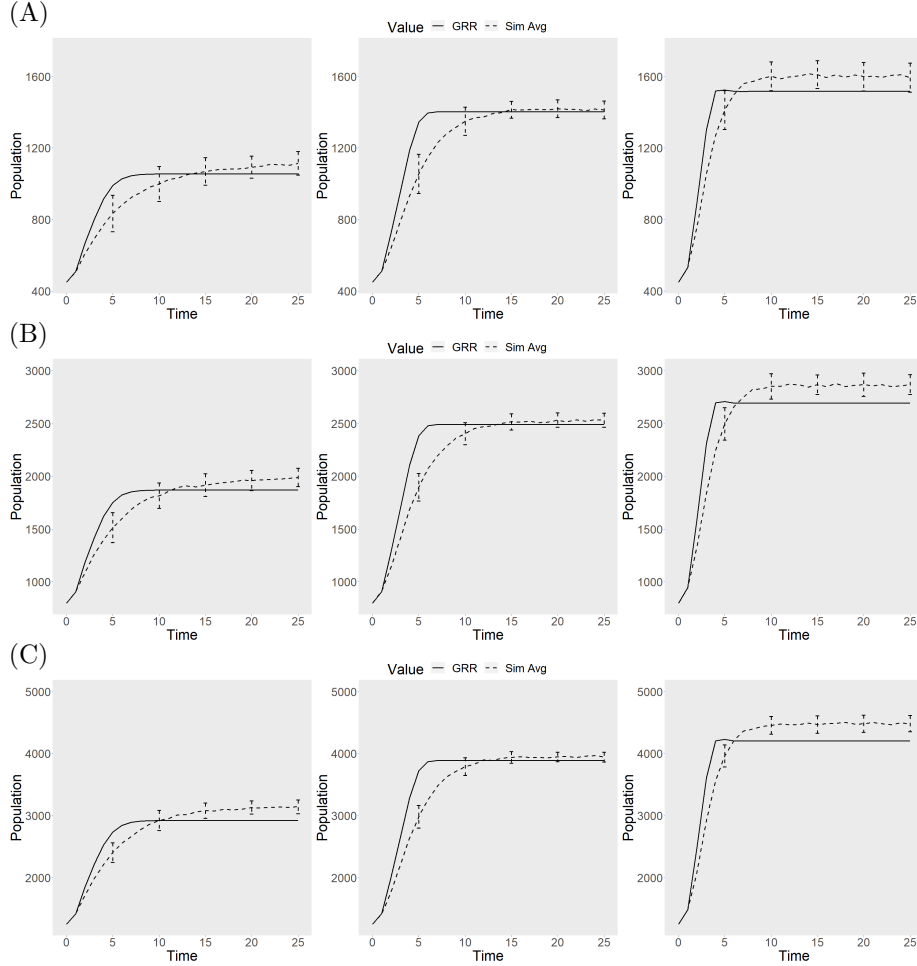 (A)
Value GRR Sim Avg
Population Population Population
1600 1600 1600
1200 1200 1200
800 800 800
400 400 400
0 5 10 15 20 25 0 5 10 15 20 25 0 5 10 15 20 25
Time Time Time
(B)
Value GRR Sim Avg
Population Population Population
3000 3000 3000
2500 2500 2500
2000 2000 2000
1500 1500 1500
1000 1000 1000
0 5 10 15 20 25 0 5 10 15 20 25 0 5 10 15 20 25
Time Time Time
(C)
Value GRR Sim Avg
Population Population Population
5000 5000 5000
4000 4000 4000
3000 3000 3000
2000 2000 2000
0 5 10 15 20 25 0 5 10 15 20 25 0 5 10 15 20 25
Time Time Time